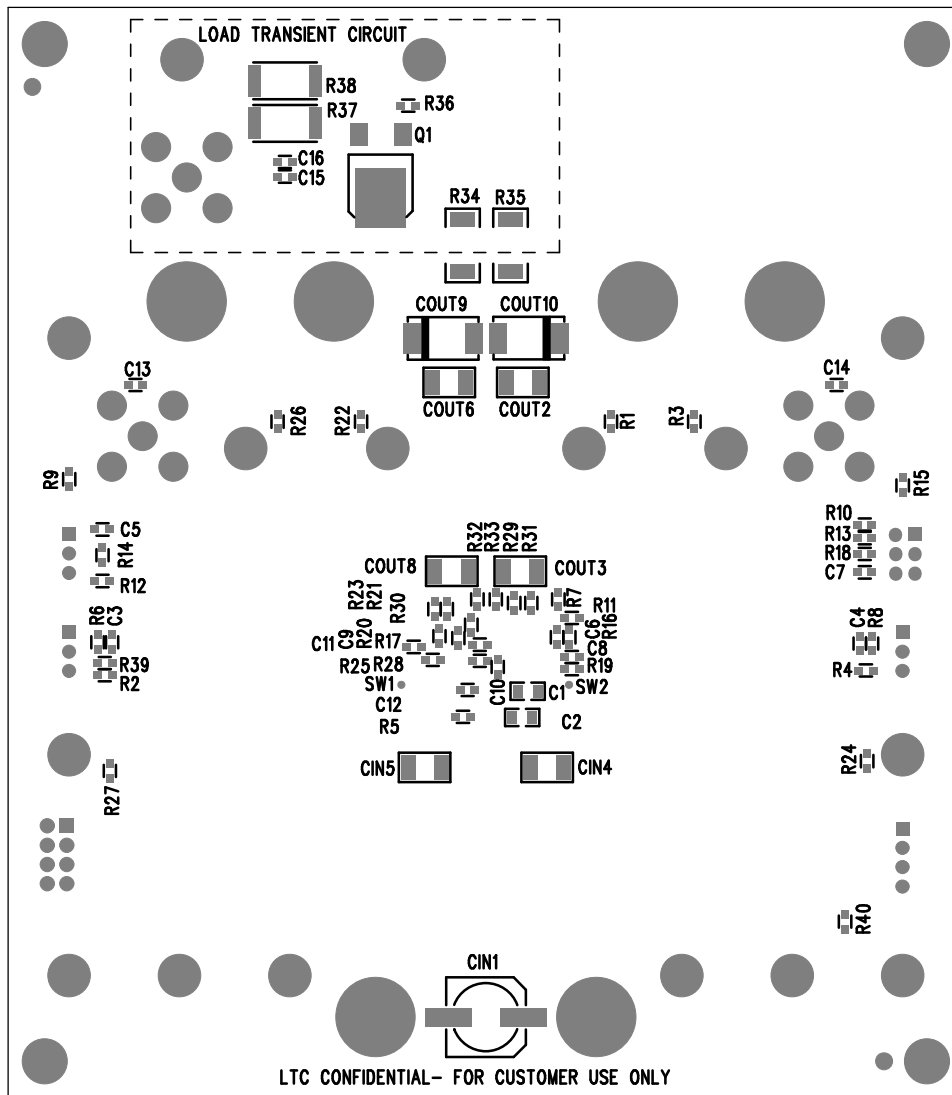 LOAD TRANSIENT CIRCUIT
R38
R37
R36
Q1
C16
C15
R34
R35
COUT9
COUT10
C13
C14
COUT6
COUT2
R26
R22
R1
R3
R9
R15
R32
R33
R29
R31
R10
C5
R13
R14
R18
COUT8
COUT3
C7
R12
R23
R21
R30
R7
R11
R6
C3
C11
C9
R20
R17
C6
R16
C4
R8
C8
R39
R25
R28
R19
R4
R2
SW1
C10
C1
SW2
C12
R5
C2
R24
CIN5
CIN4
R27
R40
CIN1
LTC CONFIDENTIAL- FOR CUSTOMER USE ONLY